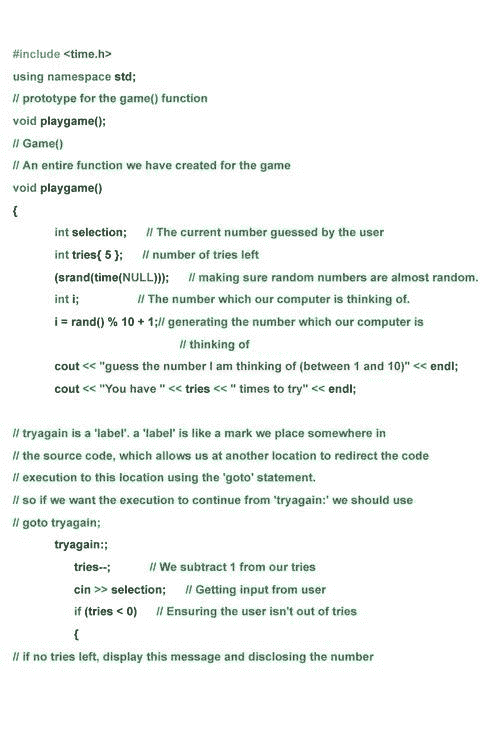 #include <time.h>
using namespace std;
// prototype for the game() function
void playgame();
// Game()
// An entire function we have created for the game
void playgame()
{
int selection; // The current number guessed by the user
int tries{ 5 }; // number of tries left
(srand(time(NULL))); // making sure random numbers are almost random.
int i; // The number which our computer is thinking of.
i = rand() % 10 + 1;// generating the number which our computer is
// thinking of
cout << "guess the number I am thinking of (between 1 and 10)" << endl;
cout << "You have " << tries << " times to try" << endl;
// tryagain is a 'label'. a 'label' is like a mark we place somewhere in
// the source code, which allows us at another location to redirect the code
// execution to this location using the 'goto' statement.
// so if we want the execution to continue from 'tryagain:' we should use
// goto tryagain;
tryagain:;
tries--; // We subtract 1 from our tries
cin >> selection; // Getting input from user
if (tries < 0) // Ensuring the user isn't out of tries
{
// if no tries left, display this message and disclosing the number